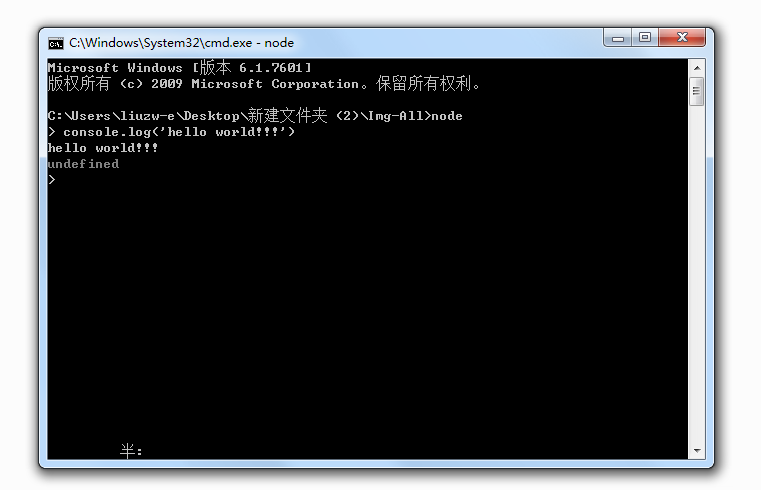 C:\Windows\System32\cmd.exe - node
Microsoft Windows [版本 6.1.7601]
版权所有 (c) 2009 Microsoft Corporation。保留所有权利。
C:\Users\liuzw-e\Desktop\新建文件夹 (2)\Img-All>node
> console.log('hello world!!!')
hello world!!!
undefined
>
半: